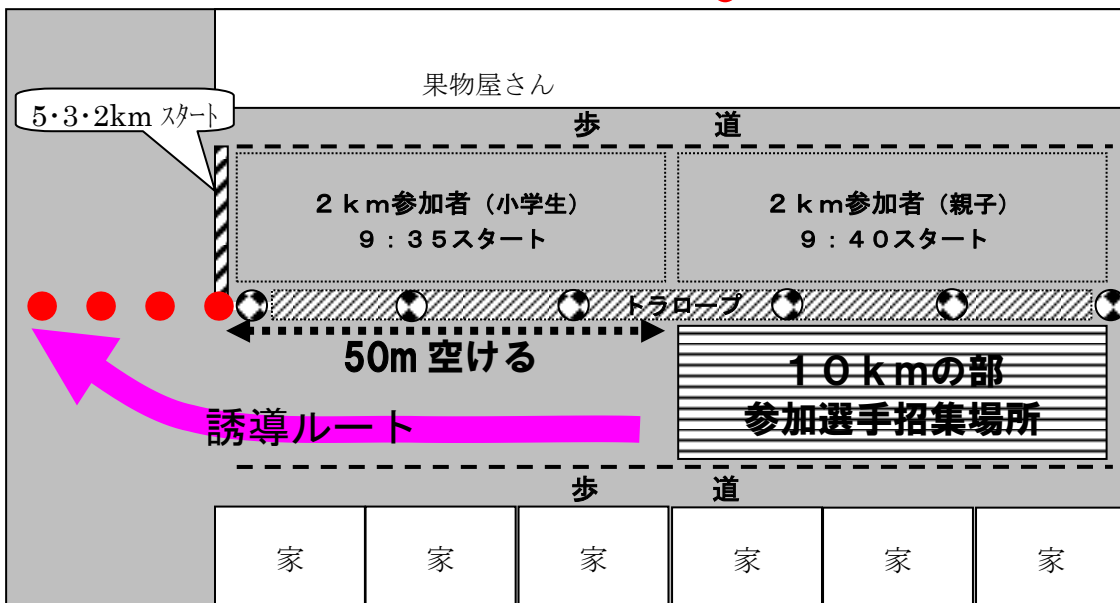 果物屋さん
5・3・2km スタート
歩 道
２ｋｍ参加者（小学生）
９：３５スタート
２ｋｍ参加者（親子）
９：４０スタート
トラロープ
50m 空ける
１０ｋｍの部
参加選手招集場所
誘導ルート
歩 道
家 家 家 家 家 家